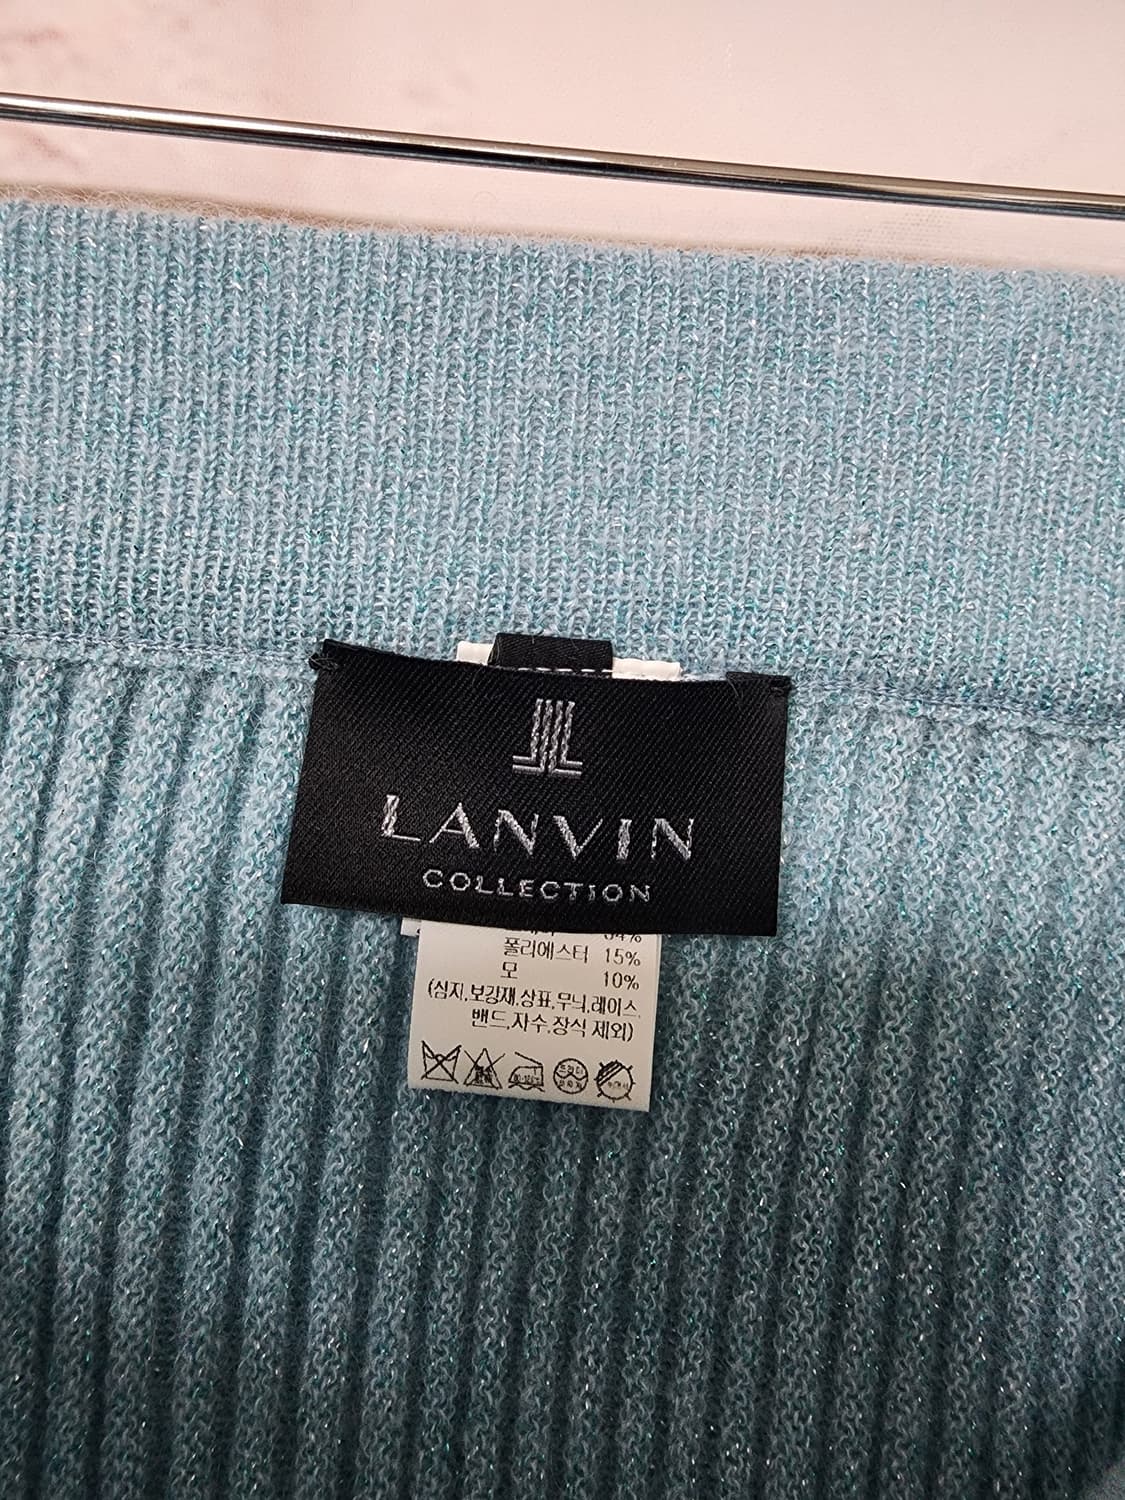 LANVIN
COLLECTION
폴리에스터 15%
모 10%
(심지,보강재,상표,무늬,레이스,
밴드,자수,장식 제외)